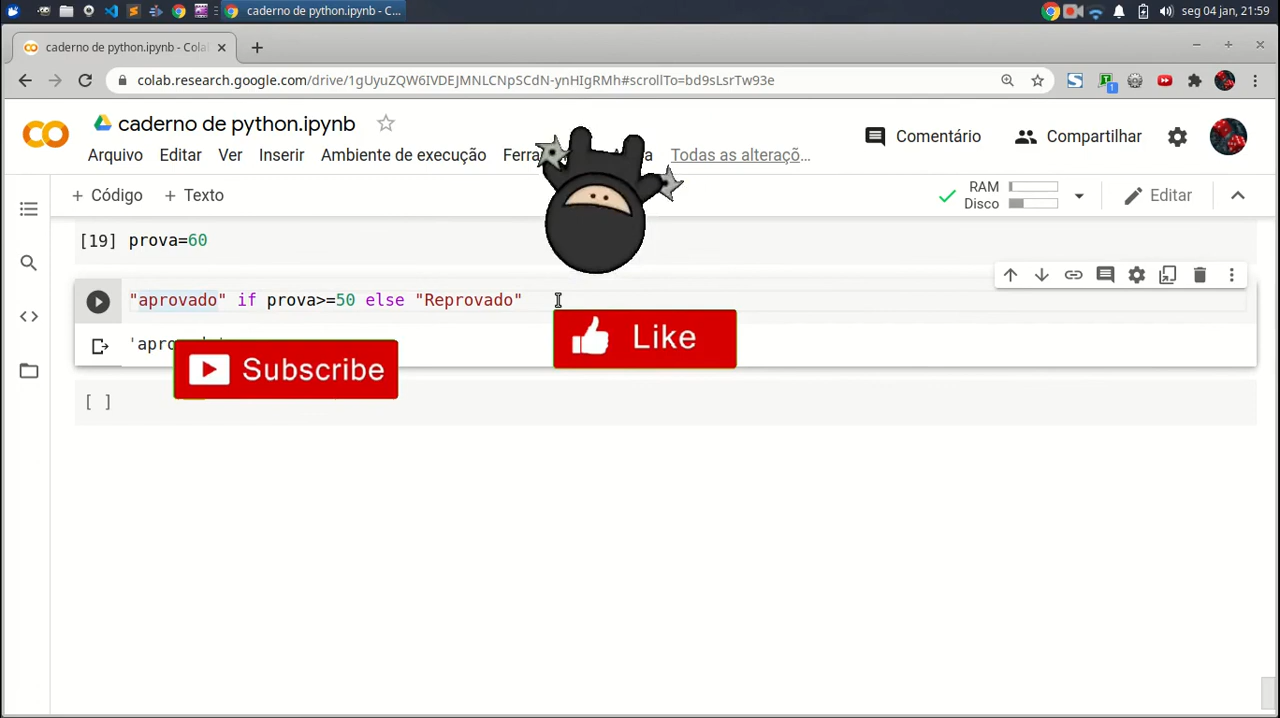 caderno de python.ipynb - C...
seg 04 jan, 21:59
caderno de python.ipynb - Cola
colab.research.google.com/drive/1gUyuZQW6IVDEJMNLCNpSCdN-ynHIgRMh#scrollTo=bd9sLsrTw93e
1
caderno de python.ipynb
Comentário
Compartilhar
Arquivo Editar Ver Inserir Ambiente de execução Todas as alteraçõ...
+ Código + Texto
RAM
Disco
Editar
[19] prova=60
"aprovado" if prova>=50 else "Reprovado"
Like
Subscribe
[ ]